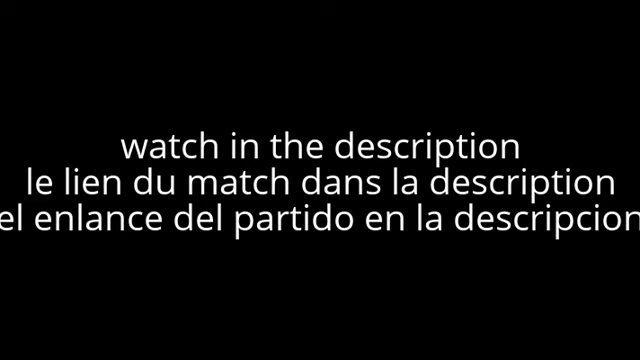 watch in the description
le lien du match dans la description
el enlance del partido en la descripcion